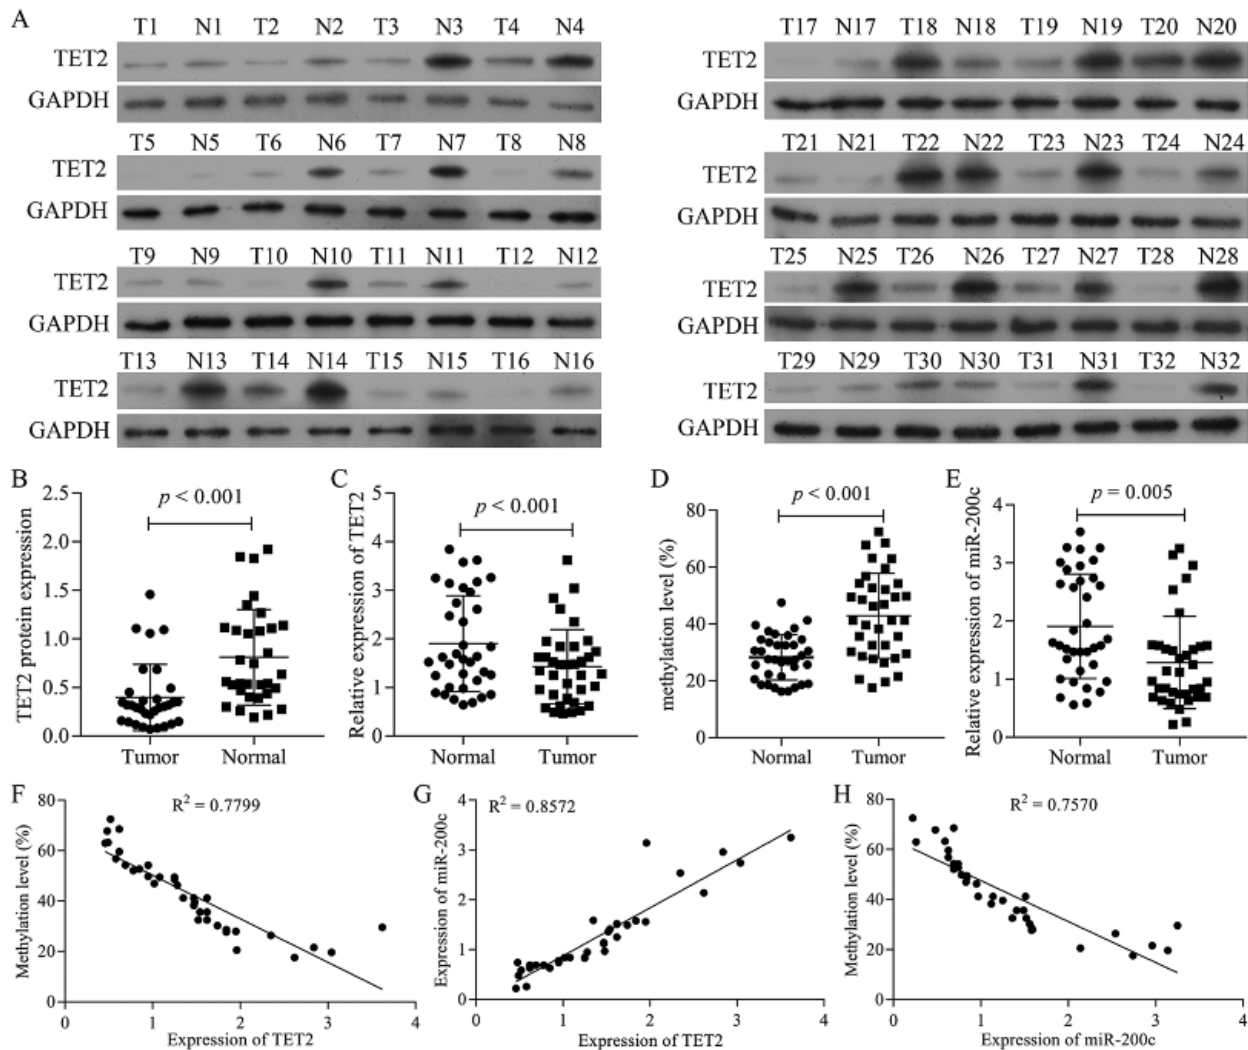 A
T1 N1 T2 N2 T3 N3 T4 N4
TET2
GAPDH
T5 N5 T6 N6 T7 N7 T8 N8
TET2
GAPDH
T9 N9 T10 N10 T11 N11 T12 N12
TET2
GAPDH
T13 N13 T14 N14 T15 N15 T16 N16
TET2
GAPDH
T17 N17 T18 N18 T19 N19 T20 N20
TET2
GAPDH
T21 N21 T22 N22 T23 N23 T24 N24
TET2
GAPDH
T25 N25 T26 N26 T27 N27 T28 N28
TET2
GAPDH
T29 N29 T30 N30 T31 N31 T32 N32
TET2
GAPDH
B
p < 0.001
TET2 protein expression
2.5
2.0
1.5
1.0
0.5
0.0
Tumor Normal
C
p < 0.001
Relative expression of TET2
5
4
3
2
1
0
Normal Tumor
D
p < 0.001
methylation level (%)
80
60
40
20
0
Normal Tumor
E
p = 0.005
Relative expression of miR-200c
4
3
2
1
0
Normal Tumor
F
R² = 0.7799
Methylation level (%)
80
60
40
20
0
0 1 2 3 4
Expression of TET2
G
R² = 0.8572
Expression of miR-200c
4
3
2
1
0
0 1 2 3 4
Expression of TET2
H
R² = 0.7570
Methylation level (%)
80
60
40
20
0
0 1 2 3 4
Expression of miR-200c